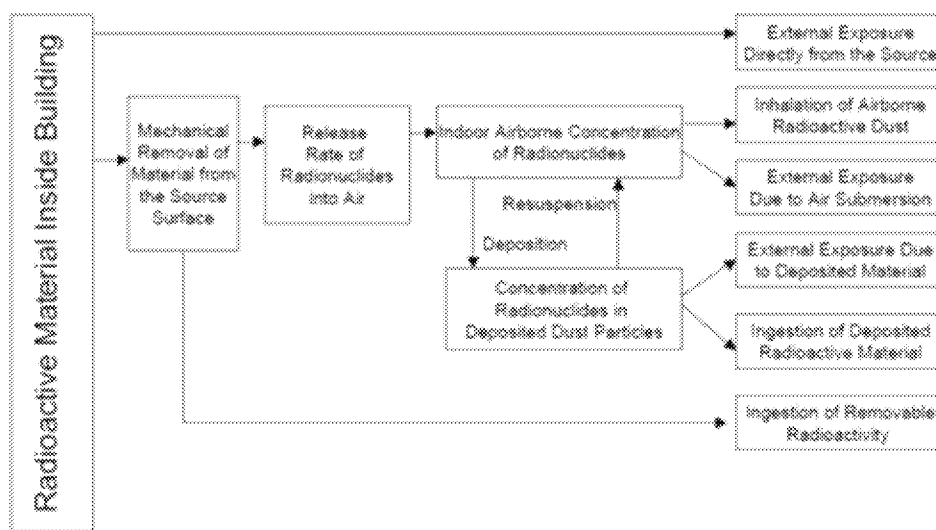 Radioactive Material Inside Building
External Exposure
Directly from the Source
Mechanical
Removal of
Material from
the Source
Surface
Release
Rate of
Radionuclides
into Air
Indoor Airborne Concentration
of Radionuclides
Inhalation of Airborne
Radioactive Dust
External Exposure
Due to Air Submersion
Resuspension
Deposition
Concentration of
Radionuclides in
Deposited Dust Particles
External Exposure Due
to Deposited Material
Ingestion of Deposited
Radioactive Material
Ingestion of Removable
Radioactivity